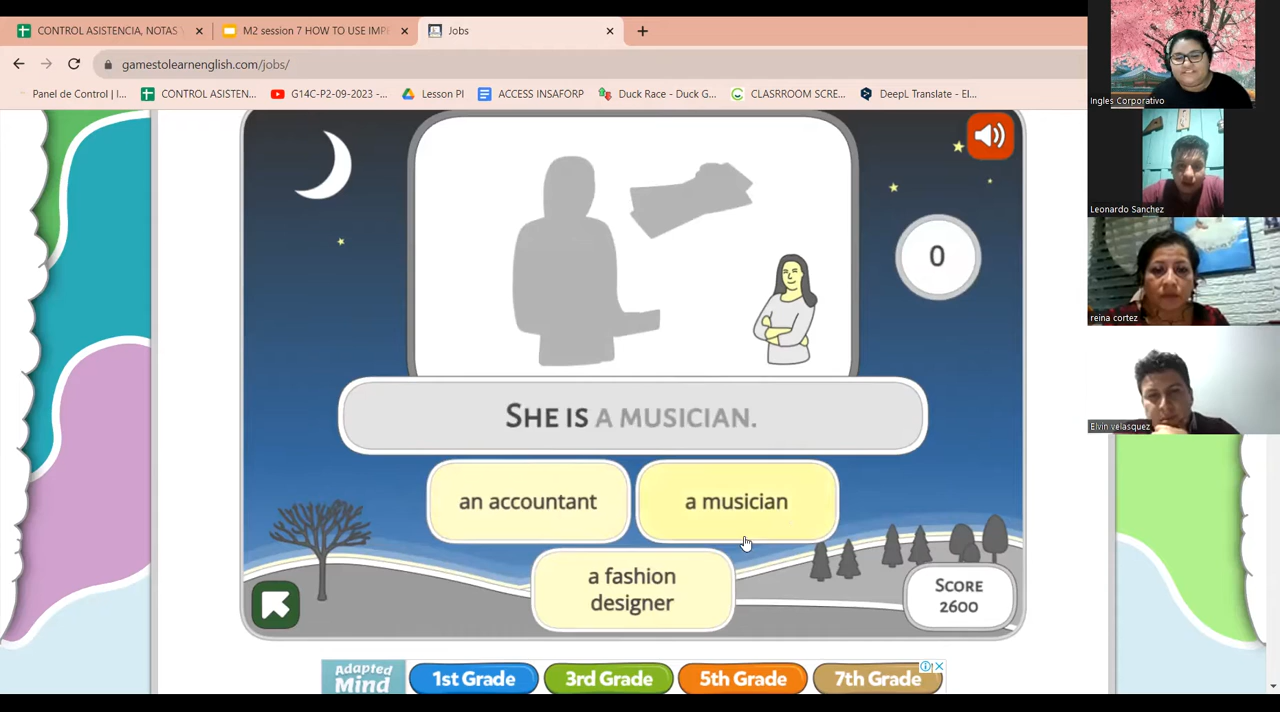 CONTROL ASISTENCIA, NOTAS
M2 session 7 HOW TO USE IMPE
Jobs
gamestolearnenglish.com/jobs/
Panel de Control | I...
CONTROL ASISTEN...
G14C-P2-09-2023 -...
Lesson Pl
ACCESS INSAFORP
Duck Race - Duck G...
CLASRROOM SCRE...
DeepL Translate - El...
0
SHE IS A MUSICIAN.
an accountant
a musician
a fashion
designer
SCORE
2600
ADAPTED
MIND
1st Grade
3rd Grade
5th Grade
7th Grade
Ingles Corporativo
Leonardo Sanchez
reina cortez
Elvin velasquez